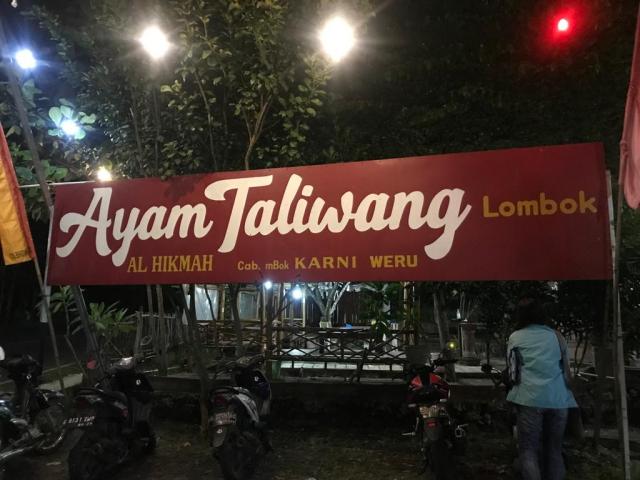 Ayam Taliwang Lombok
AL HIKMAH Cab. mBok KARNI WERU